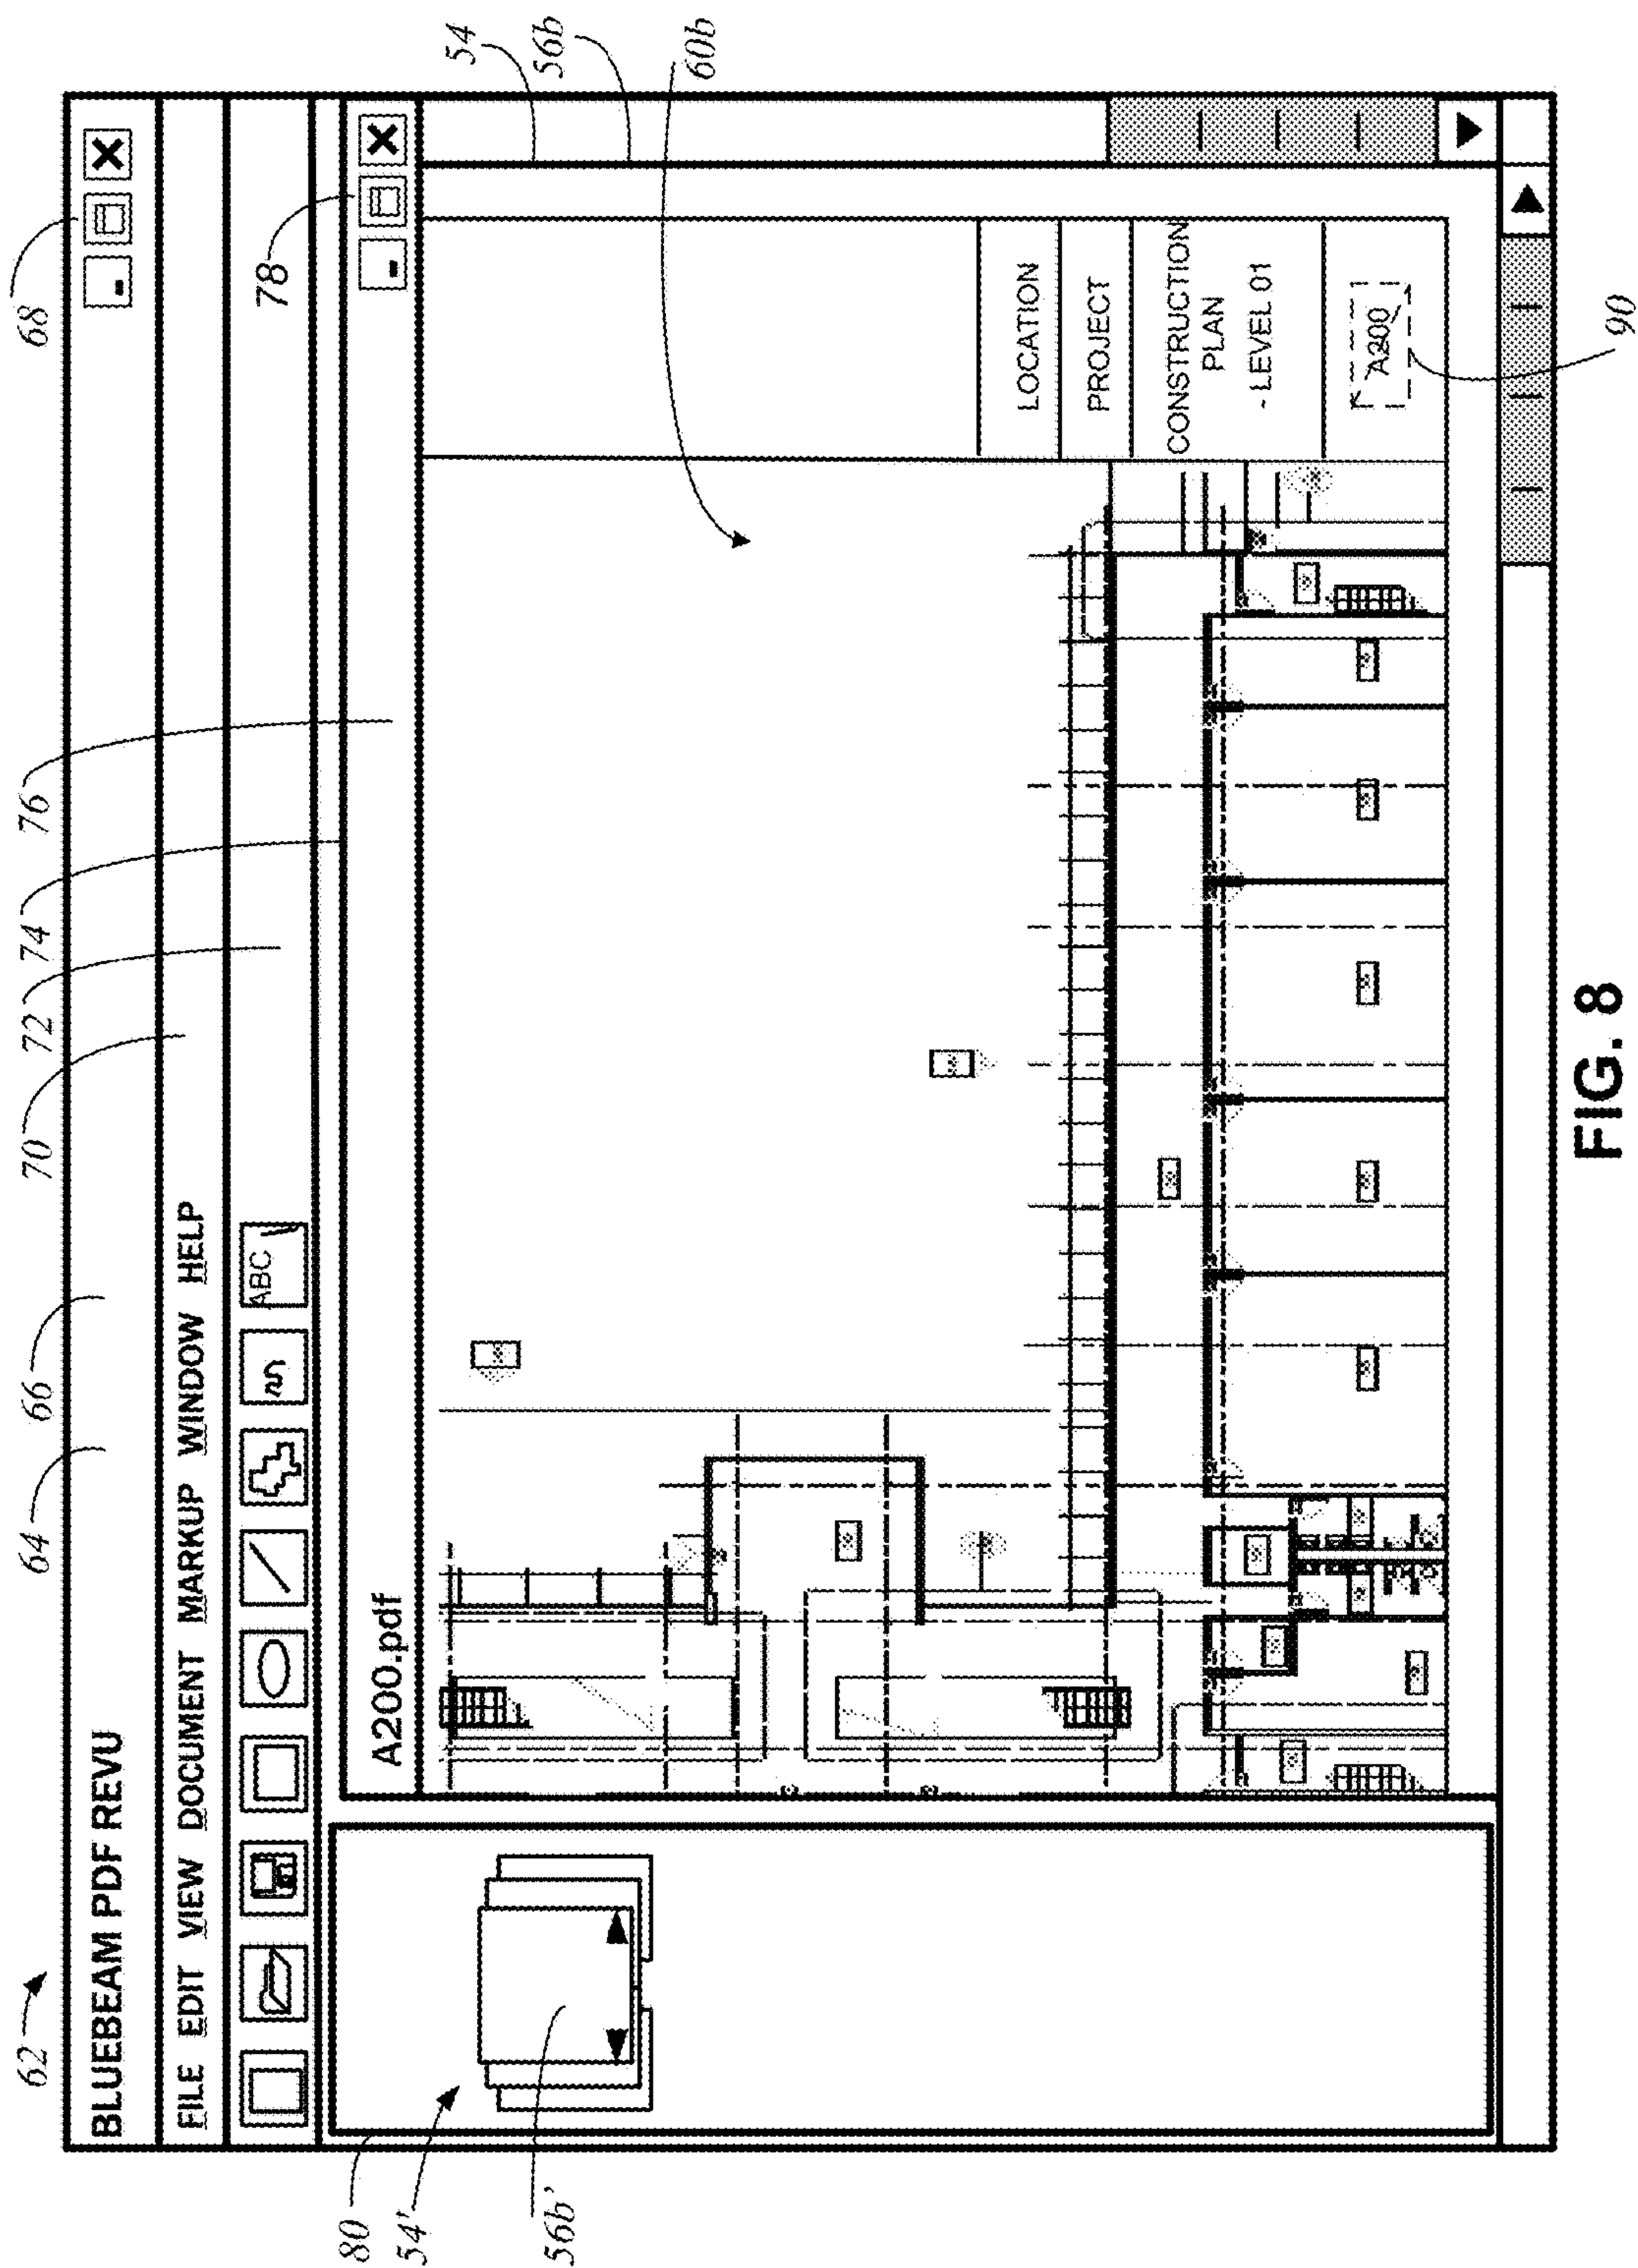 62
64
66
70
72
74
76
68
BLUEBEAM PDF REVU
FILE EDIT VIEW DOCUMENT MARKUP WINDOW HELP
ABC
78
A200.pdf
54
56b
60b
80
54'
56b'
LOCATION
PROJECT
CONSTRUCTION
PLAN
- LEVEL 01
A200
90
FIG. 8